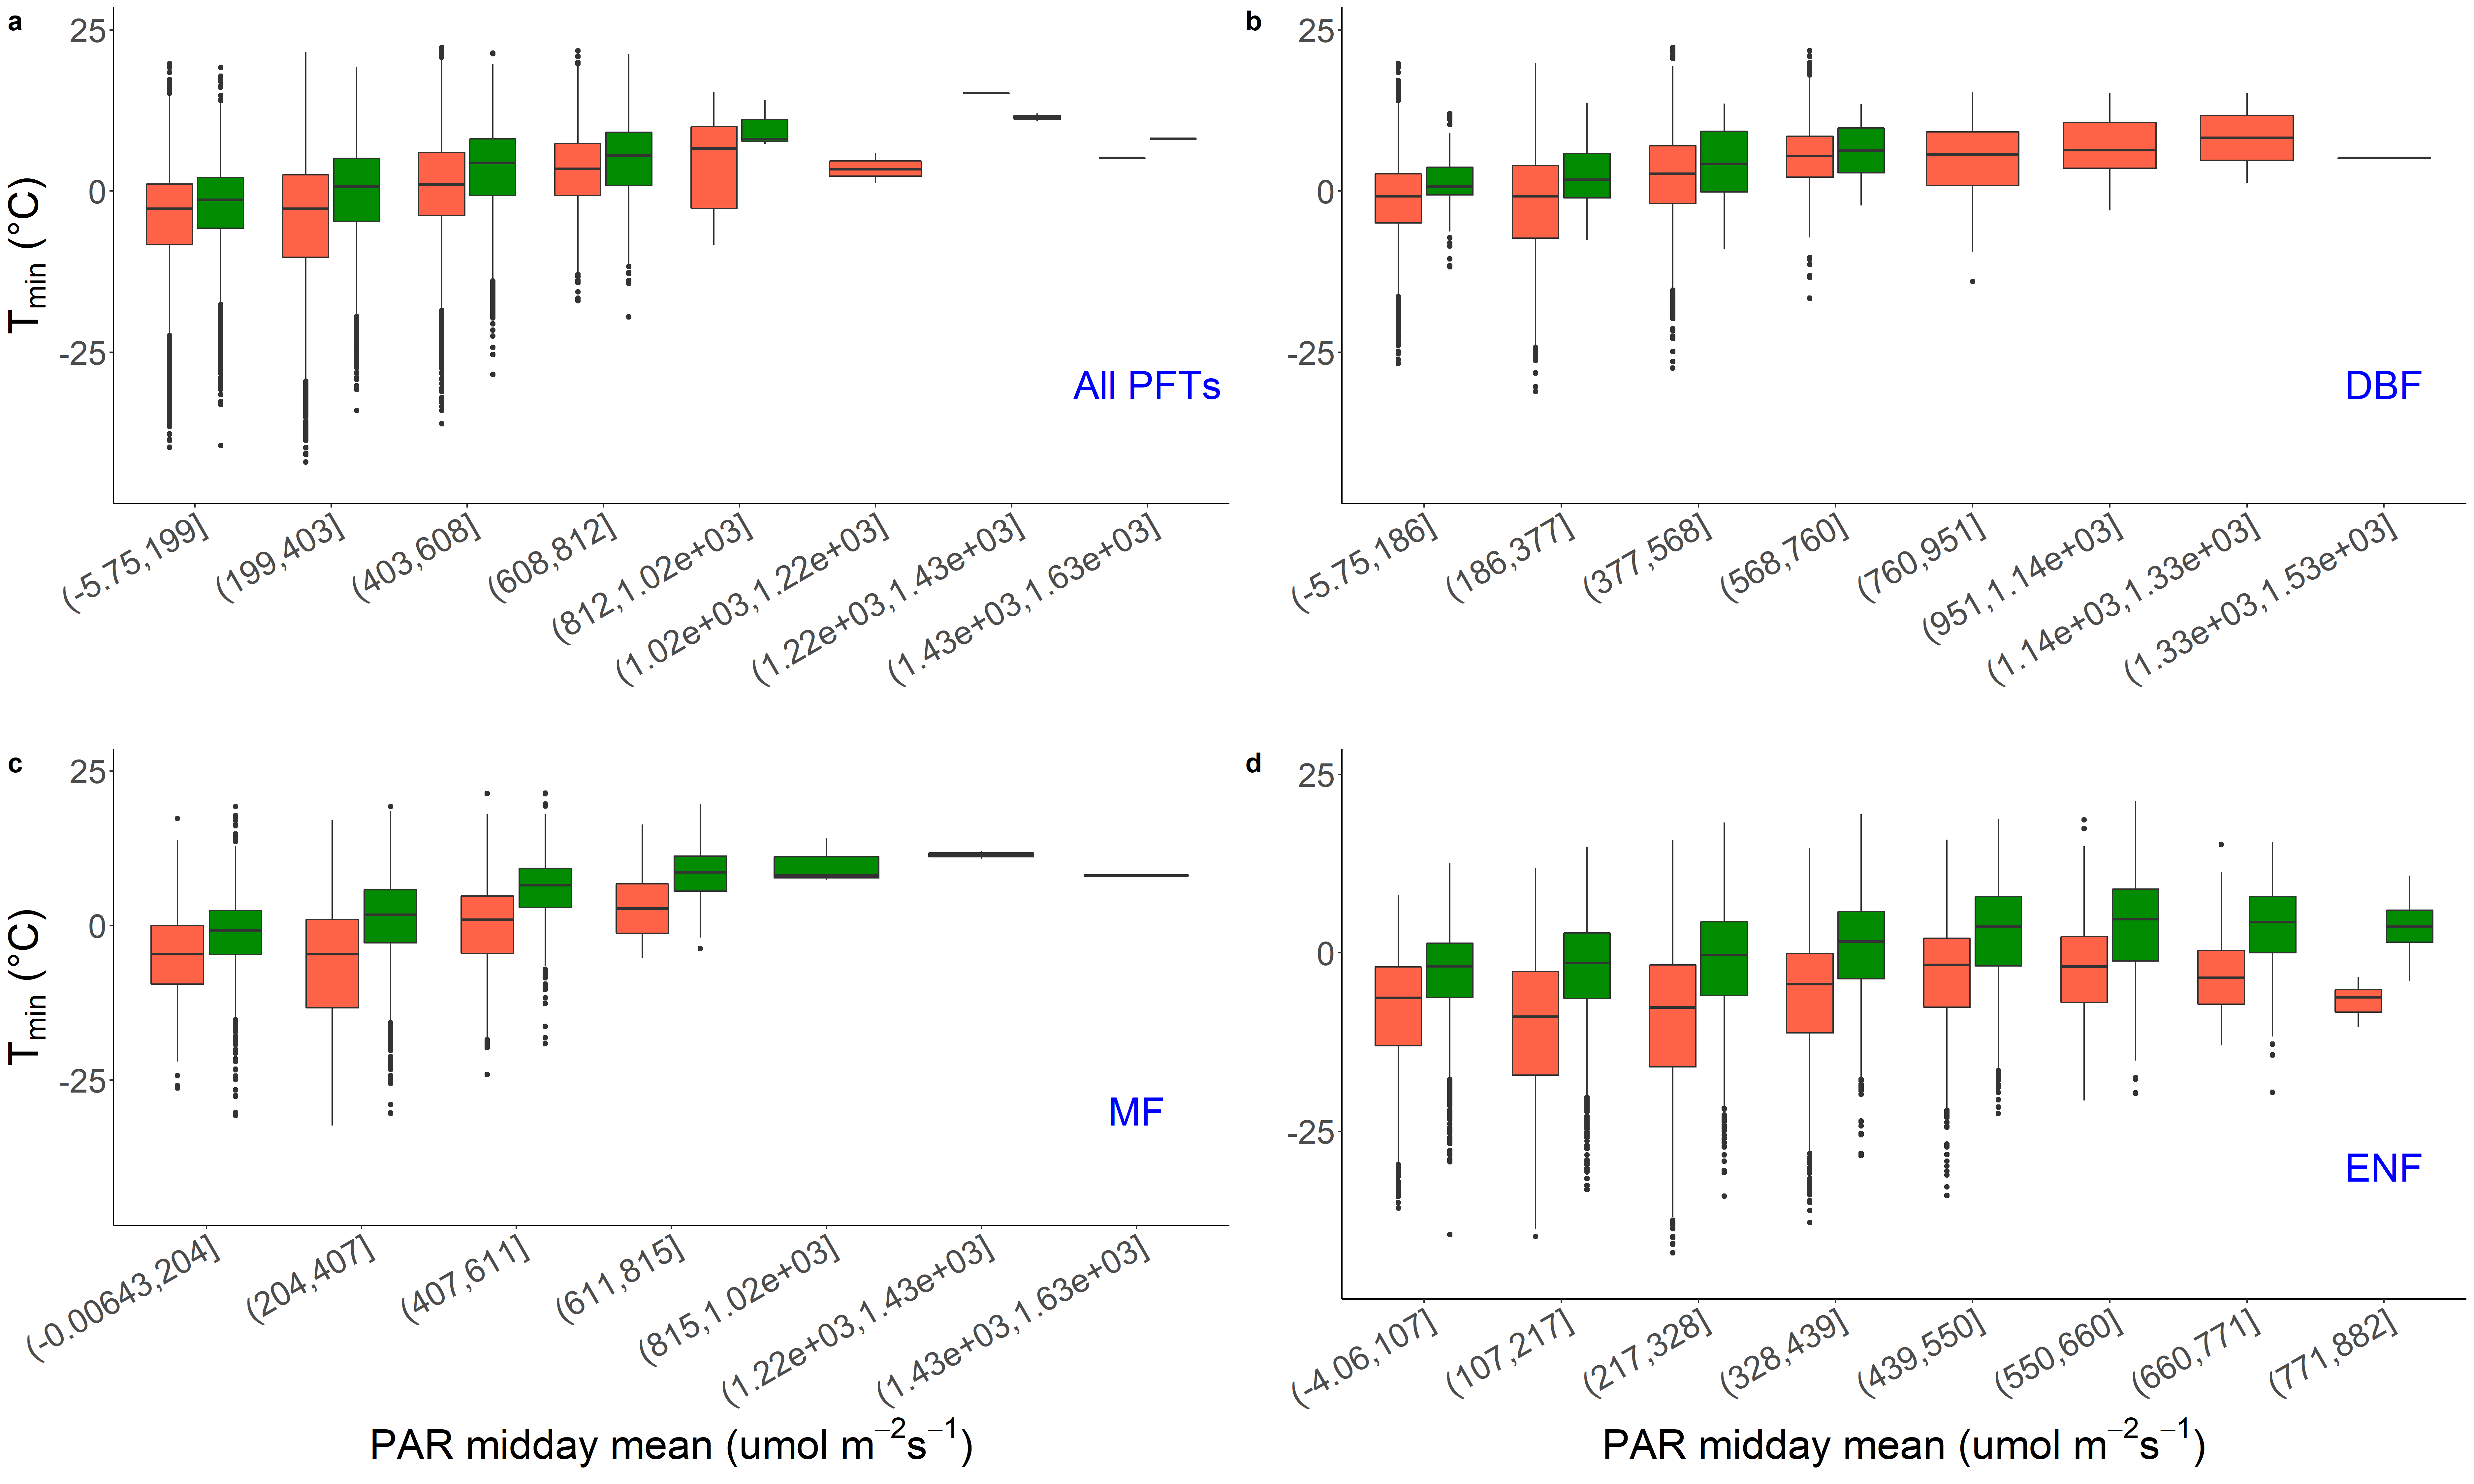 a
25
0
-25
Tmin (°C)
All PFTs
(-5.75,199]
(199,403]
(403,608]
(608,812]
(812,1.02e+03]
(1.02e+03,1.22e+03]
(1.22e+03,1.43e+03]
(1.43e+03,1.63e+03]
b
25
0
-25
DBF
(-5.75,186]
(186,377]
(377,568]
(568,760]
(760,951]
(951,1.14e+03]
(1.14e+03,1.33e+03]
(1.33e+03,1.53e+03]
c
25
0
-25
Tmin (°C)
MF
(-0.00643,204]
(204,407]
(407,611]
(611,815]
(815,1.02e+03]
(1.22e+03,1.43e+03]
(1.43e+03,1.63e+03]
PAR midday mean (umol m−2s−1)
d
25
0
-25
ENF
(-4.06,107]
(107,217]
(217,328]
(328,439]
(439,550]
(550,660]
(660,771]
(771,882]
PAR midday mean (umol m−2s−1)